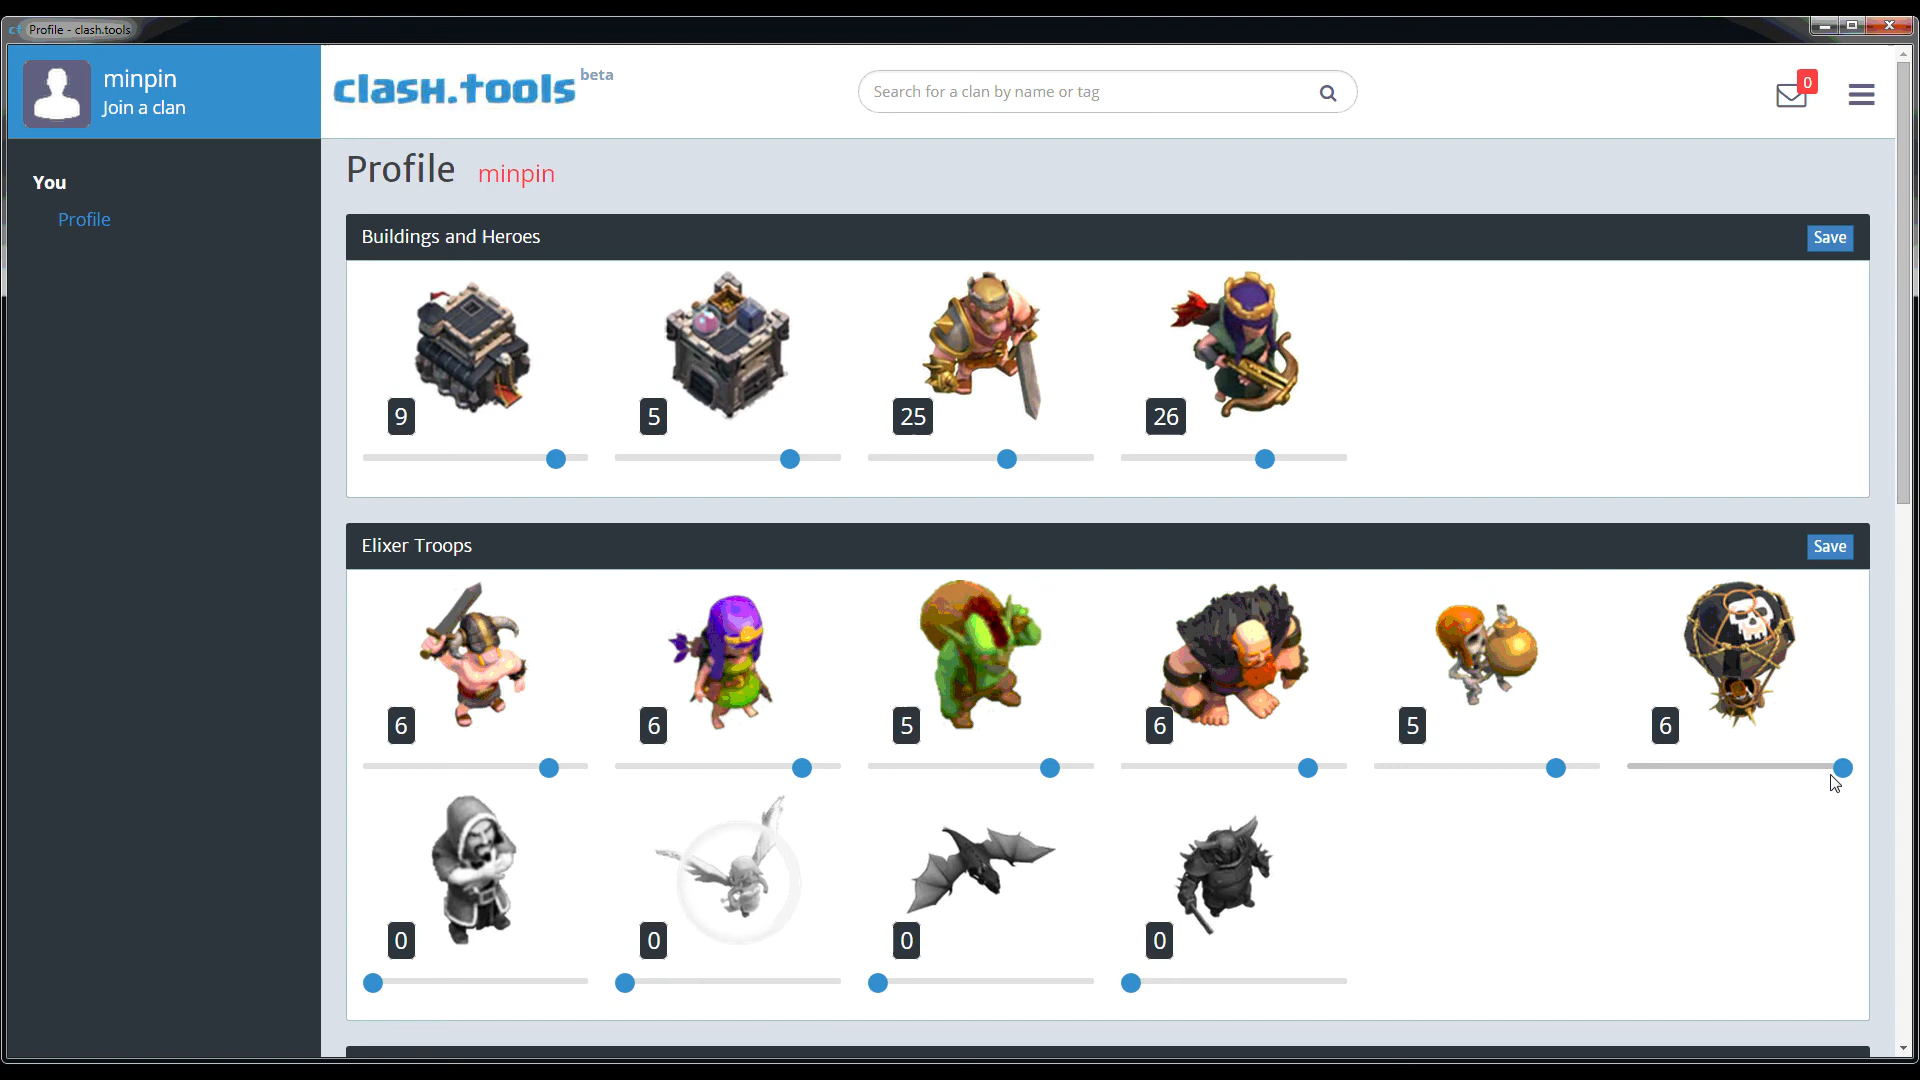 Profile - clash.tools
minpin
Join a clan
clash.tools beta
Search for a clan by name or tag
0
You
Profile
Profile minpin
Buildings and Heroes
Save
9
5
25
26
Elixer Troops
Save
6
6
5
6
5
6
0
0
0
0